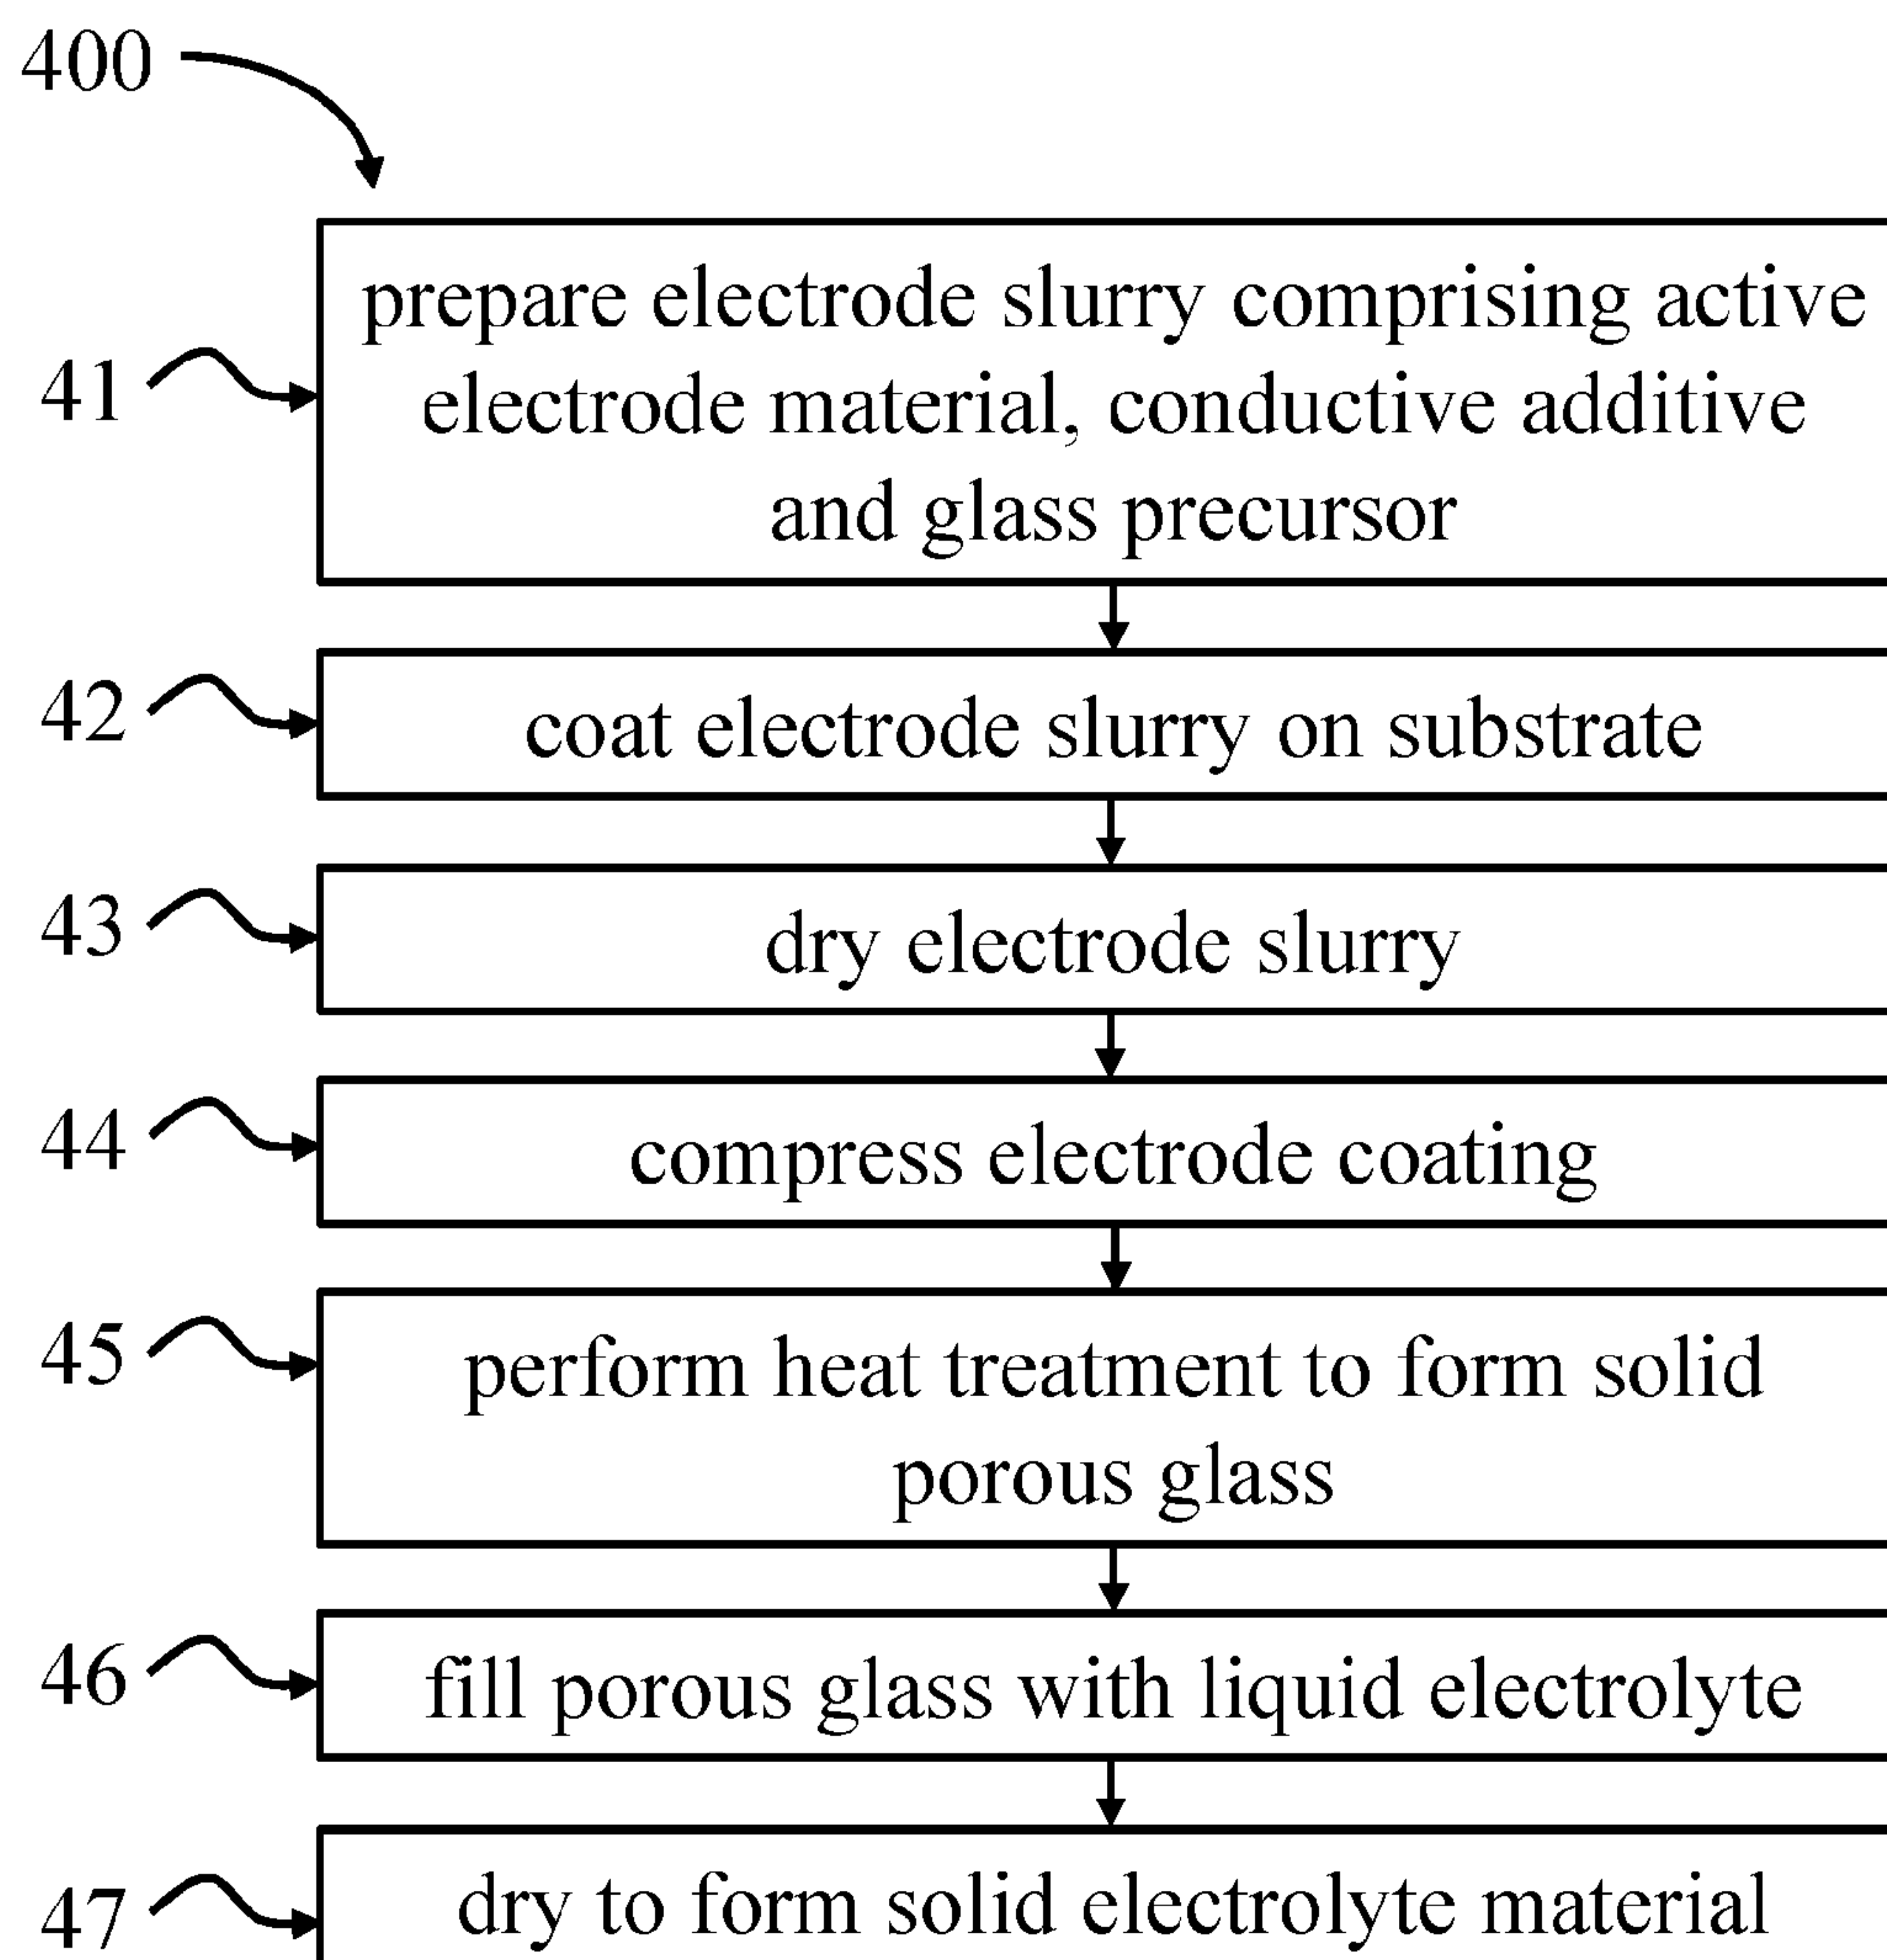 400
41
prepare electrode slurry comprising active
electrode material, conductive additive
and glass precursor
42
coat electrode slurry on substrate
43
dry electrode slurry
44
compress electrode coating
45
perform heat treatment to form solid
porous glass
46
fill porous glass with liquid electrolyte
47
dry to form solid electrolyte material